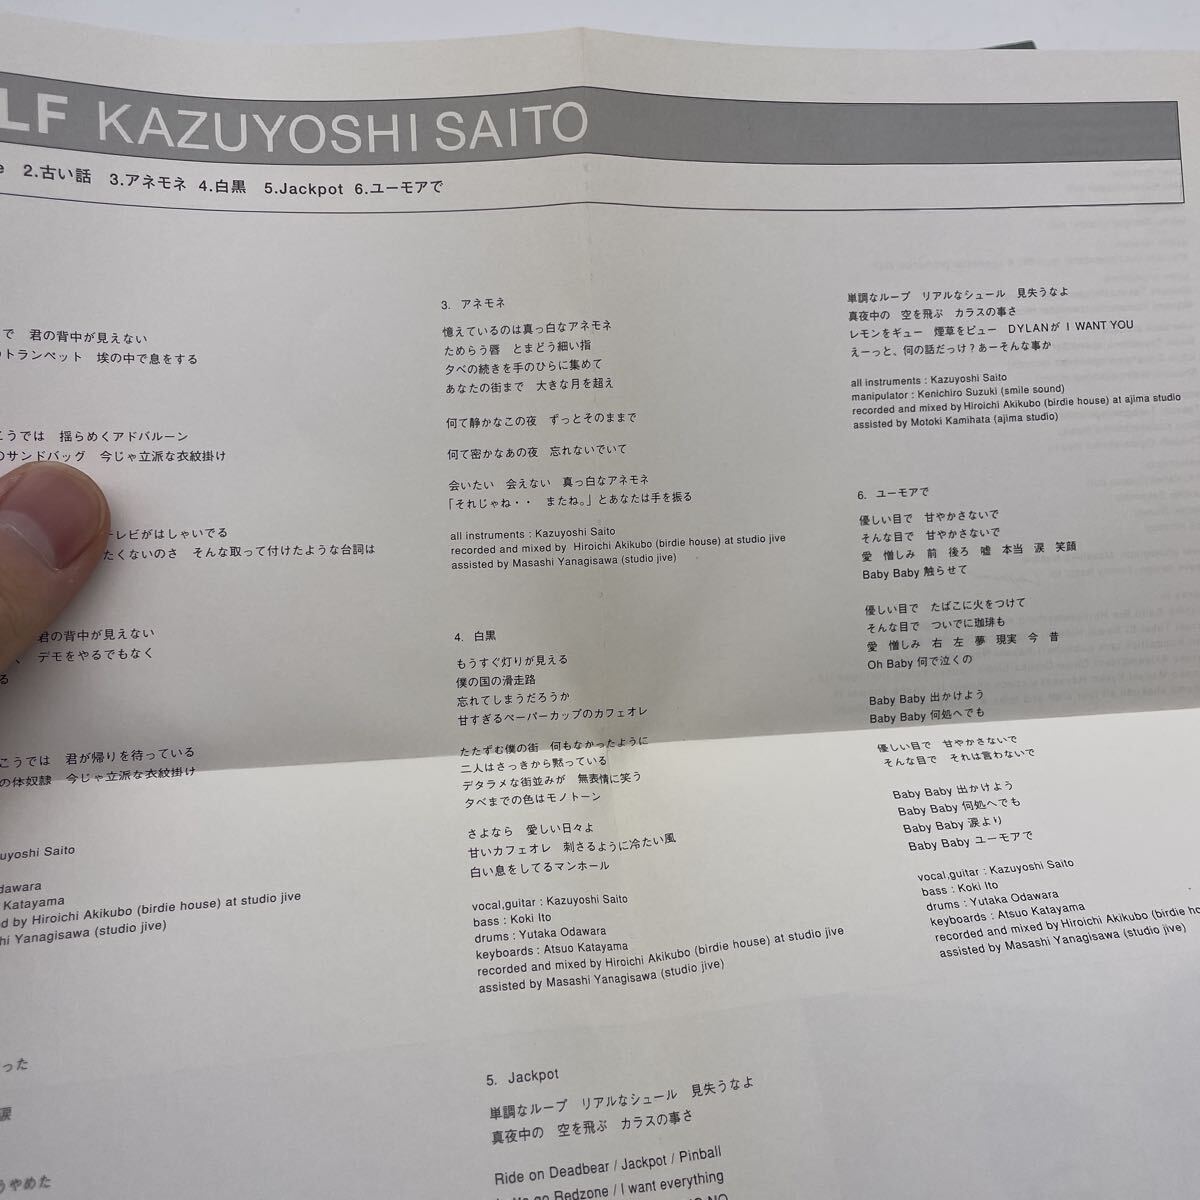 LF KAZUYOSHI SAITO
e 2.古い話 3.アネモネ 4.白黒 5.Jackpot 6.ユーモアで
で 君の背中が見えない
トランペット 埃の中で息をする
こうでは 揺らめくアドバルーン
のサンドバッグ 今じゃ立派な衣紋掛け
ーレビがはしゃいでる
たくないのさ そんな取って付けたような台詞は
君の背中が見えない
、 デモをやるでもなく
る
こうでは 君が帰りを待っている
の体奴隷 今じゃ立派な衣紋掛け
uyoshi Saito
dawara
Katayama
d by Hiroichi Akikubo (birdie house) at studio jive
hi Yanagisawa (studio jive)
った
涙
うやめた
3. アネモネ
憶えているのは真っ白なアネモネ
ためらう唇 とまどう細い指
夕べの続きを手のひらに集めて
あなたの街まで 大きな月を超え
何て静かなこの夜 ずっとそのままで
何て密かなあの夜 忘れないでいて
会いたい 会えない 真っ白なアネモネ
「それじゃね・・ またね。」とあなたは手を振る
all instruments : Kazuyoshi Saito
recorded and mixed by Hiroichi Akikubo (birdie house) at studio jive
assisted by Masashi Yanagisawa (studio jive)
4. 白黒
もうすぐ灯りが見える
僕の国の滑走路
忘れてしまうだろうか
甘すぎるペーパーカップのカフェオレ
たたずむ僕の街 何もなかったように
二人はさっきから黙っている
デタラメな街並みが 無表情に笑う
夕べまでの色はモノトーン
さよなら 愛しい日々よ
甘いカフェオレ 刺さるように冷たい風
白い息をしてるマンホール
vocal,guitar : Kazuyoshi Saito
bass : Koki Ito
drums : Yutaka Odawara
keyboards : Atsuo Katayama
recorded and mixed by Hiroichi Akikubo (birdie house) at studio jive
assisted by Masashi Yanagisawa (studio jive)
5. Jackpot
単調なループ リアルなシュール 見失うなよ
真夜中の 空を飛ぶ カラスの事さ
Ride on Deadbear / Jackpot / Pinball
go Redzone / I want everything
単調なループ リアルなシュール 見失うなよ
真夜中の 空を飛ぶ カラスの事さ
レモンをギュー 煙草をピュー DYLANが I WANT YOU
えーっと、何の話だっけ？あーそんな事か
all instruments : Kazuyoshi Saito
manipulator : Kenichiro Suzuki (smile sound)
recorded and mixed by Hiroichi Akikubo (birdie house) at ajima studio
assisted by Motoki Kamihata (ajima studio)
6. ユーモアで
優しい目で 甘やかさないで
そんな目で 甘やかさないで
愛 憎しみ 前 後ろ 嘘 本当 涙 笑顔
Baby Baby 触らせて
優しい目で たばこに火をつけて
そんな目で ついでに珈琲も
愛 憎しみ 右 左 夢 現実 今 昔
Oh Baby 何で泣くの
Baby Baby 出かけよう
Baby Baby 何処へでも
優しい目で 甘やかさないで
そんな目で それは言わないで
Baby Baby 出かけよう
Baby Baby 何処へでも
Baby Baby 涙より
Baby Baby ユーモアで
vocal,guitar : Kazuyoshi Saito
bass : Koki Ito
drums : Yutaka Odawara
keyboards : Atsuo Katayama
recorded and mixed by Hiroichi Akikubo (birdie ho
assisted by Masashi Yanagisawa (studio jive)